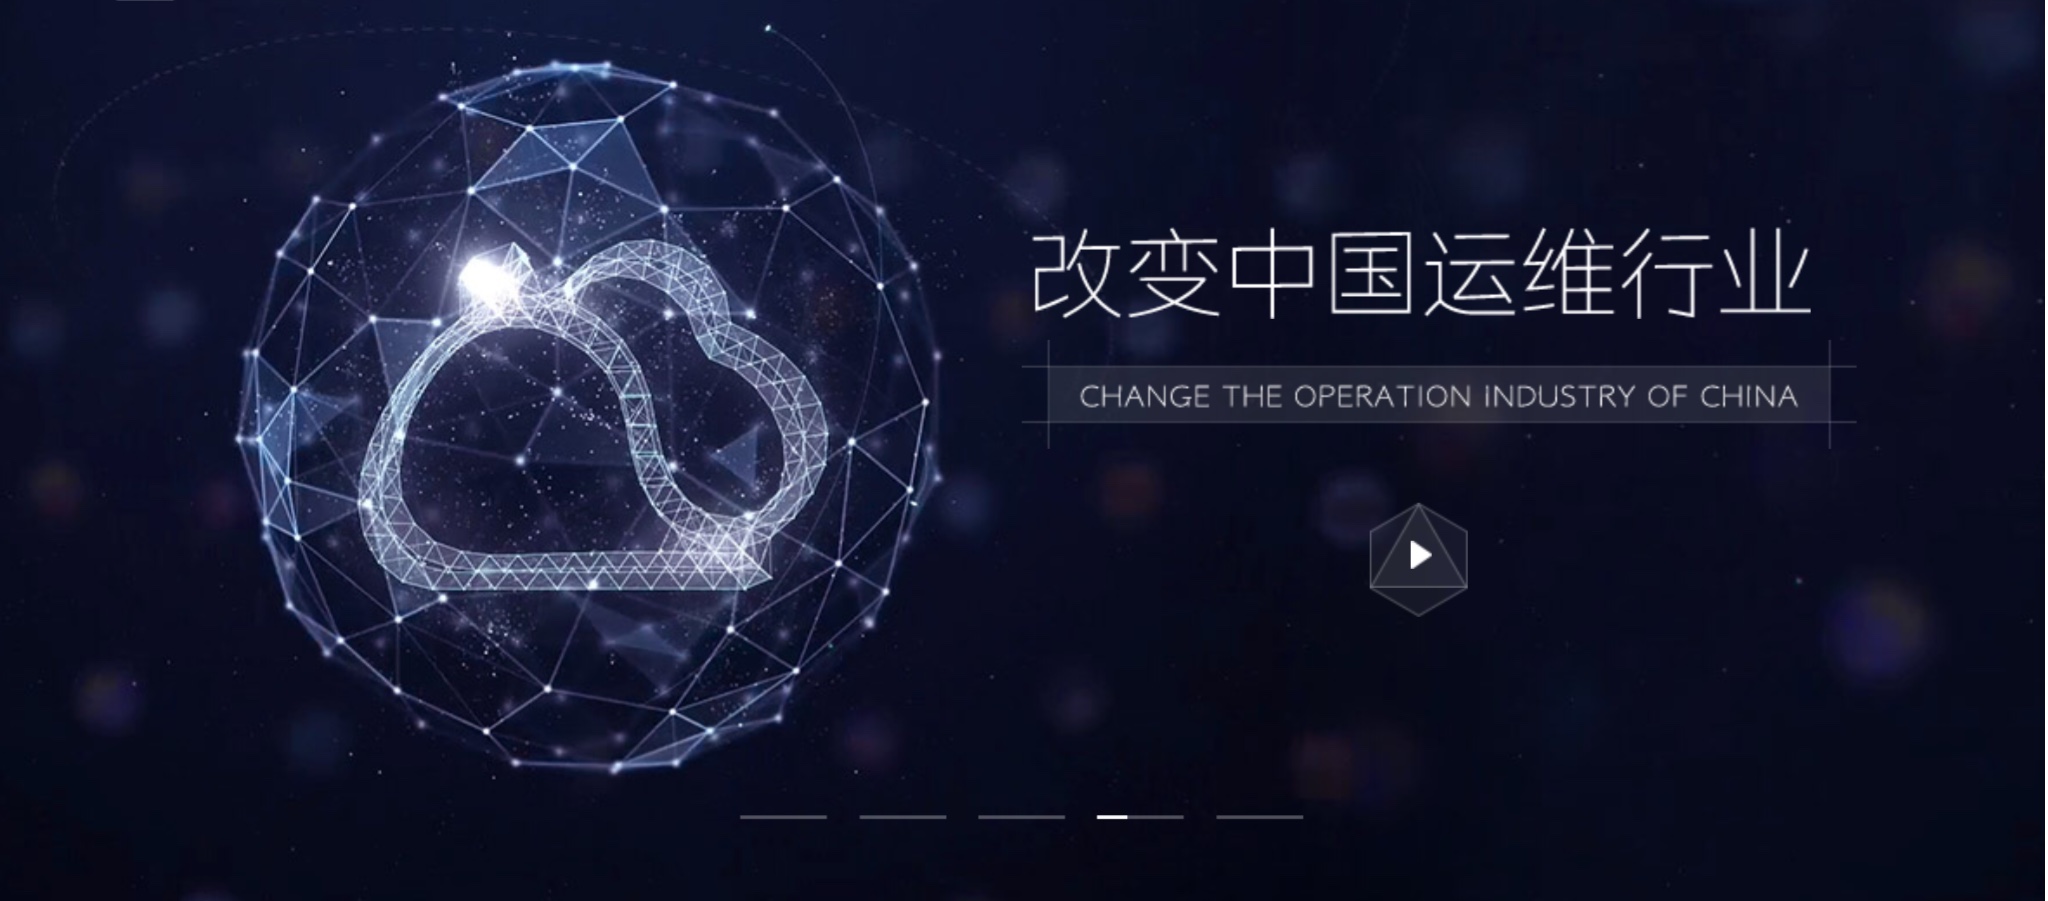 改变中国运维行业
CHANGE THE OPERATION INDUSTRY OF CHINA